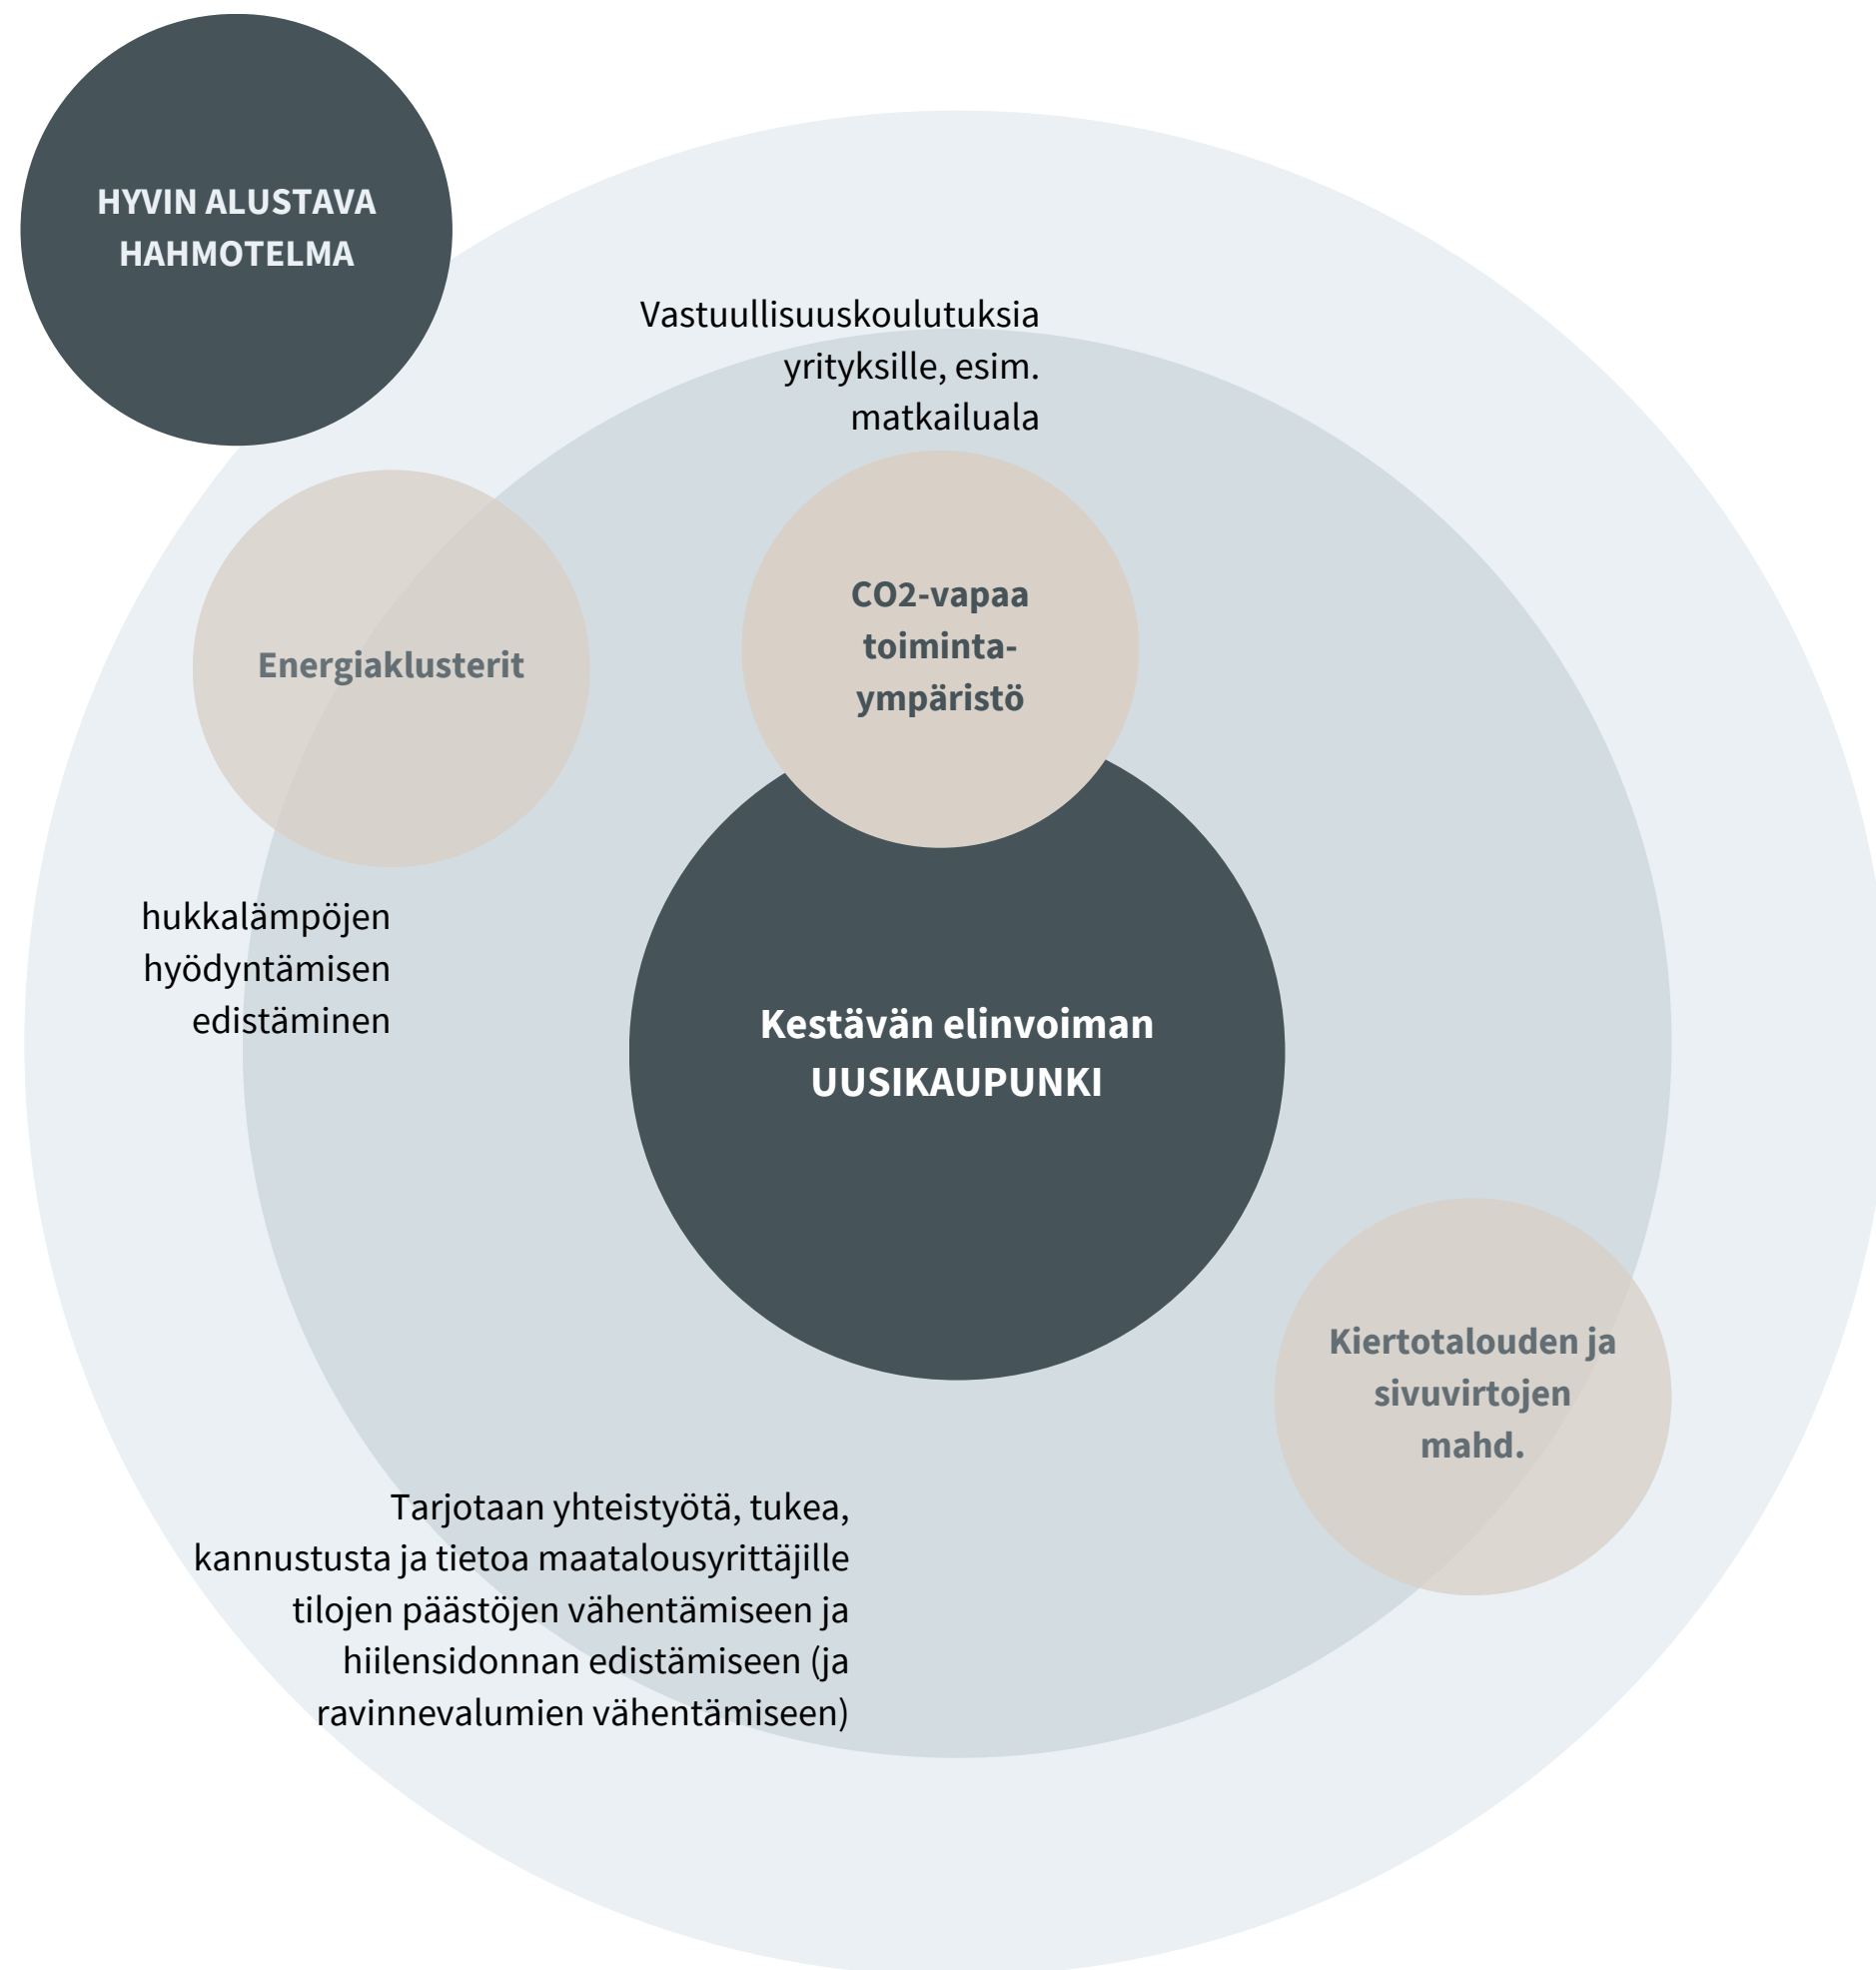 HYVIN ALUSTAVA
HAHMOTELMA
Vastuullisuuskoulutuksia
yrityksille, esim.
matkailuala
CO2-vapaa
toiminta-
ympäristö
Energiaklusterit
hukkalämpöjen
hyödyntämisen
edistäminen
Kestävän elinvoiman
UUSIKAUPUNKI
Kiertotalouden ja
sivuvirtojen
mahd.
Tarjotaan yhteistyötä, tukea,
kannustusta ja tietoa maatalousyrittäjille
tilojen päästöjen vähentämiseen ja
hiilensidonnan edistämiseen (ja
ravinnevalumien vähentämiseen)